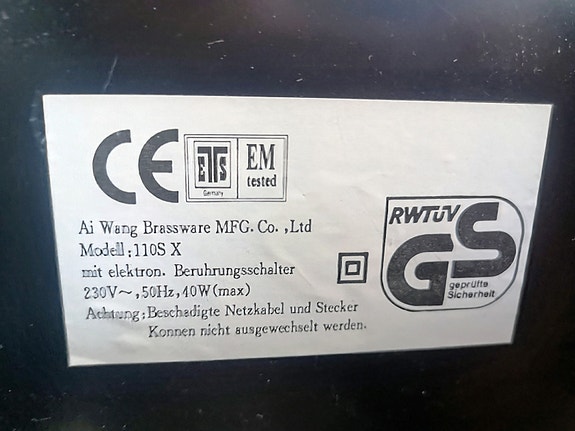 CE ETS EM
Germany tested
Ai Wang Brassware MFG. Co. ,Ltd
Modell:110S X
mit elektron. Beruhrungsschalter
230V~,50Hz,40W(max)
Achtung:Beschadigte Netzkabel und Stecker
Konnen nicht ausgewechselt werden.
RWTÜV
GS
geprüfte
Sicherheit